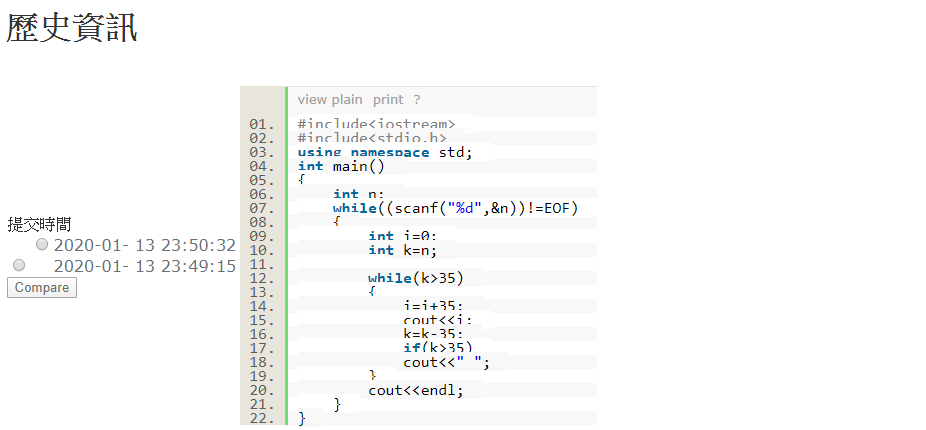 歷史資訊
view plain print ?
01. #include<iostream>
02. #include<stdio.h>
03. using namespace std;
04. int main()
05. {
06. int n;
07. while((scanf("%d",&n))!=EOF)
08. {
09. int i=0;
10. int k=n;
11.
12. while(k>35)
13. {
14. i=i+35;
15. cout<<i;
16. k=k-35;
17. if(k>35)
18. cout<<" ";
19. }
20. cout<<endl;
21. }
22. }
提交時間
2020-01- 13 23:50:32
2020-01- 13 23:49:15
Compare